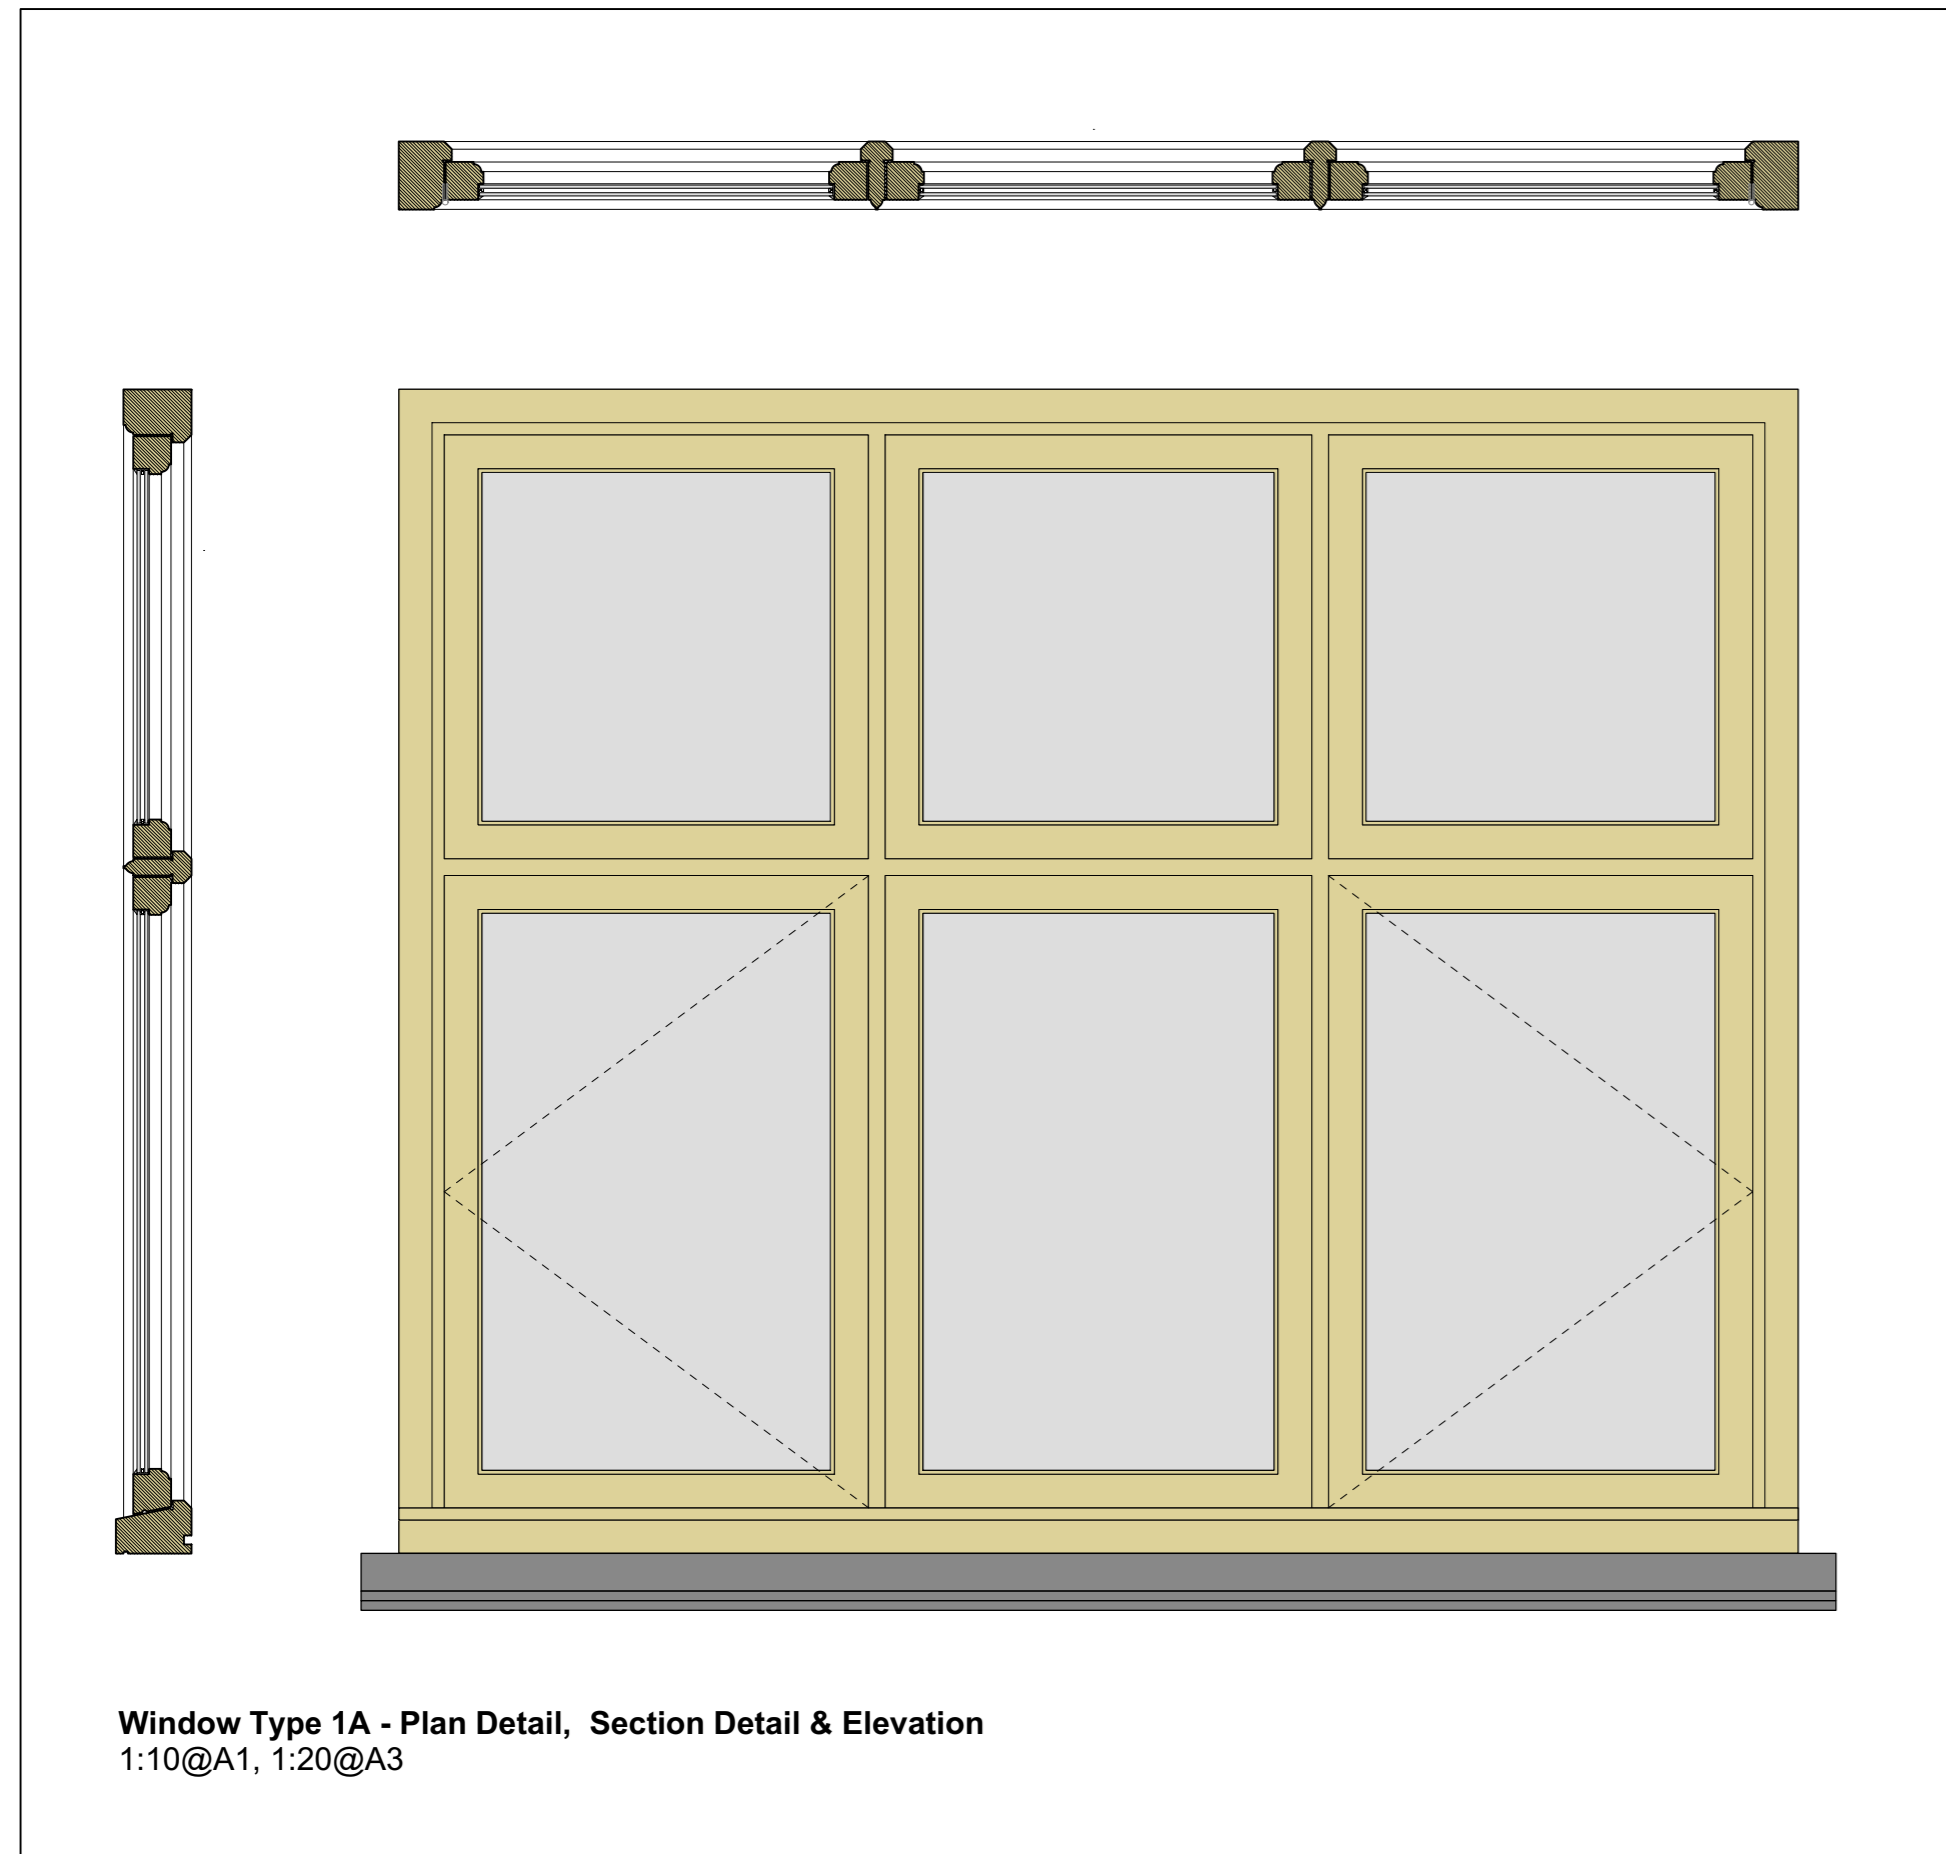 Window Type 1A - Plan Detail,  Section Detail & Elevation
1:10@A1, 1:20@A3